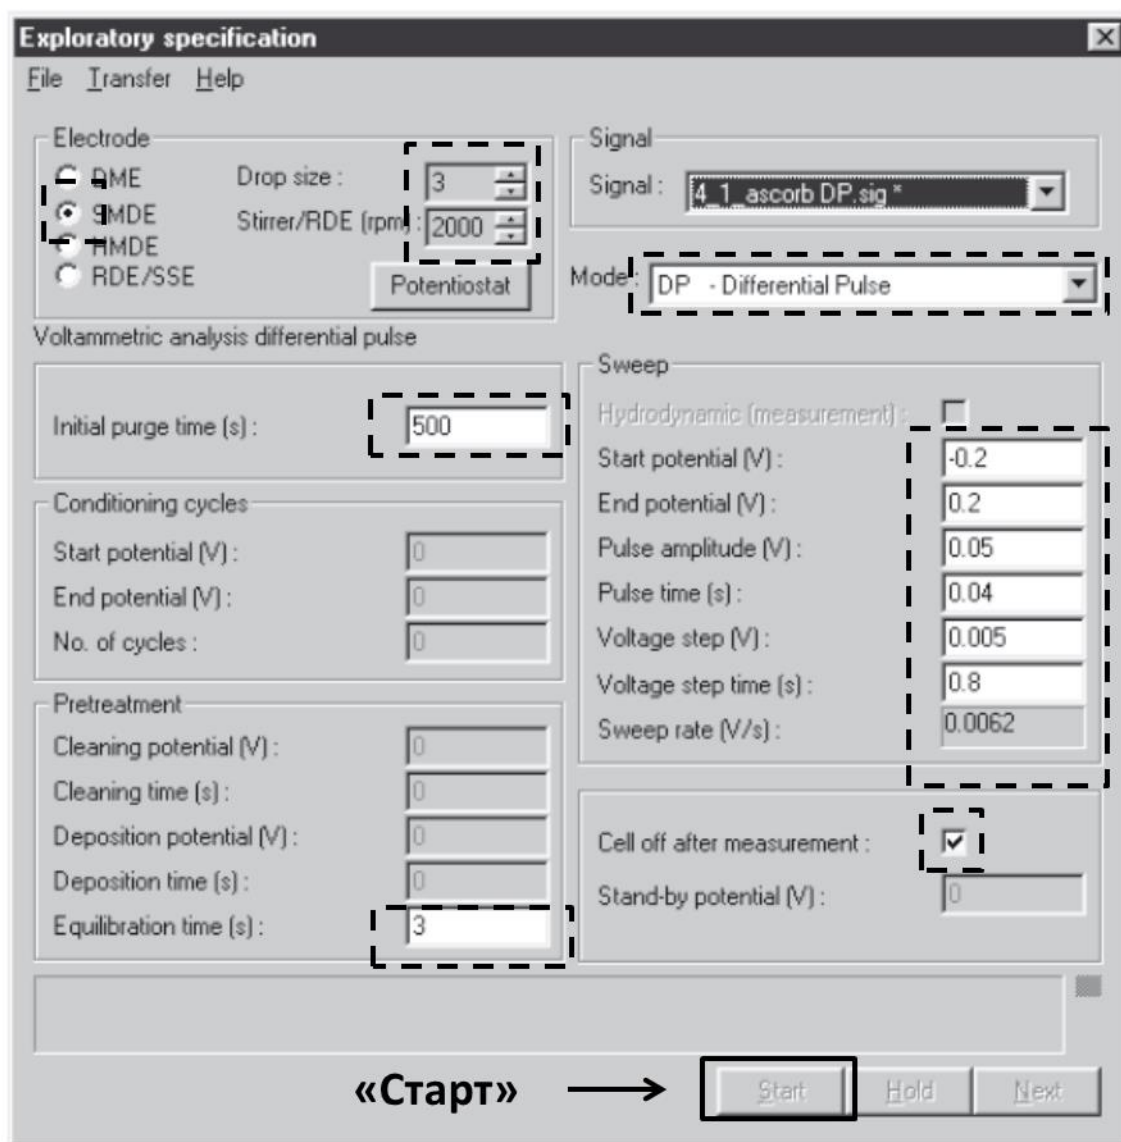 Exploratory specification
File Transfer Help
Electrode
DME
SMDE
HMDE
RDE/SSE
Drop size : 3
Stirrer/RDE (rpm) : 2000
Potentiostat
Signal
Signal : 4_1_ascorb DP.sig *
Mode : DP - Differential Pulse
Voltammetric analysis differential pulse
Initial purge time (s) : 500
Conditioning cycles
Start potential (V) : 0
End potential (V) : 0
No. of cycles : 0
Pretreatment
Cleaning potential (V) : 0
Cleaning time (s) : 0
Deposition potential (V) : 0
Deposition time (s) : 0
Equilibration time (s) : 3
Sweep
Hydrodynamic (measurement) :
Start potential (V) : -0.2
End potential (V) : 0.2
Pulse amplitude (V) : 0.05
Pulse time (s) : 0.04
Voltage step (V) : 0.005
Voltage step time (s) : 0.8
Sweep rate (V/s) : 0.0062
Cell off after measurement :
Stand-by potential (V) : 0
«Старт» Start Hold Next